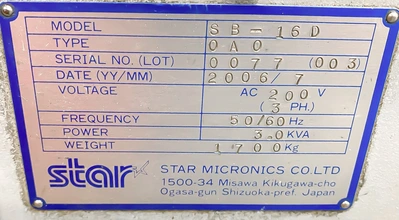 MODEL SB-16D
TYPE 0A0
SERIAL NO. (LOT) 0077 (003)
DATE (YY/MM) 2006/7
VOLTAGE AC 200 V
(3 PH.)
FREQUENCY 50/60Hz
POWER 3.0KVA
WEIGHT 1700Kg
star STAR MICRONICS CO.LTD
1500-34 Misawa Kikugawa-cho
Ogasa-gun Shizuoka-pref. Japan